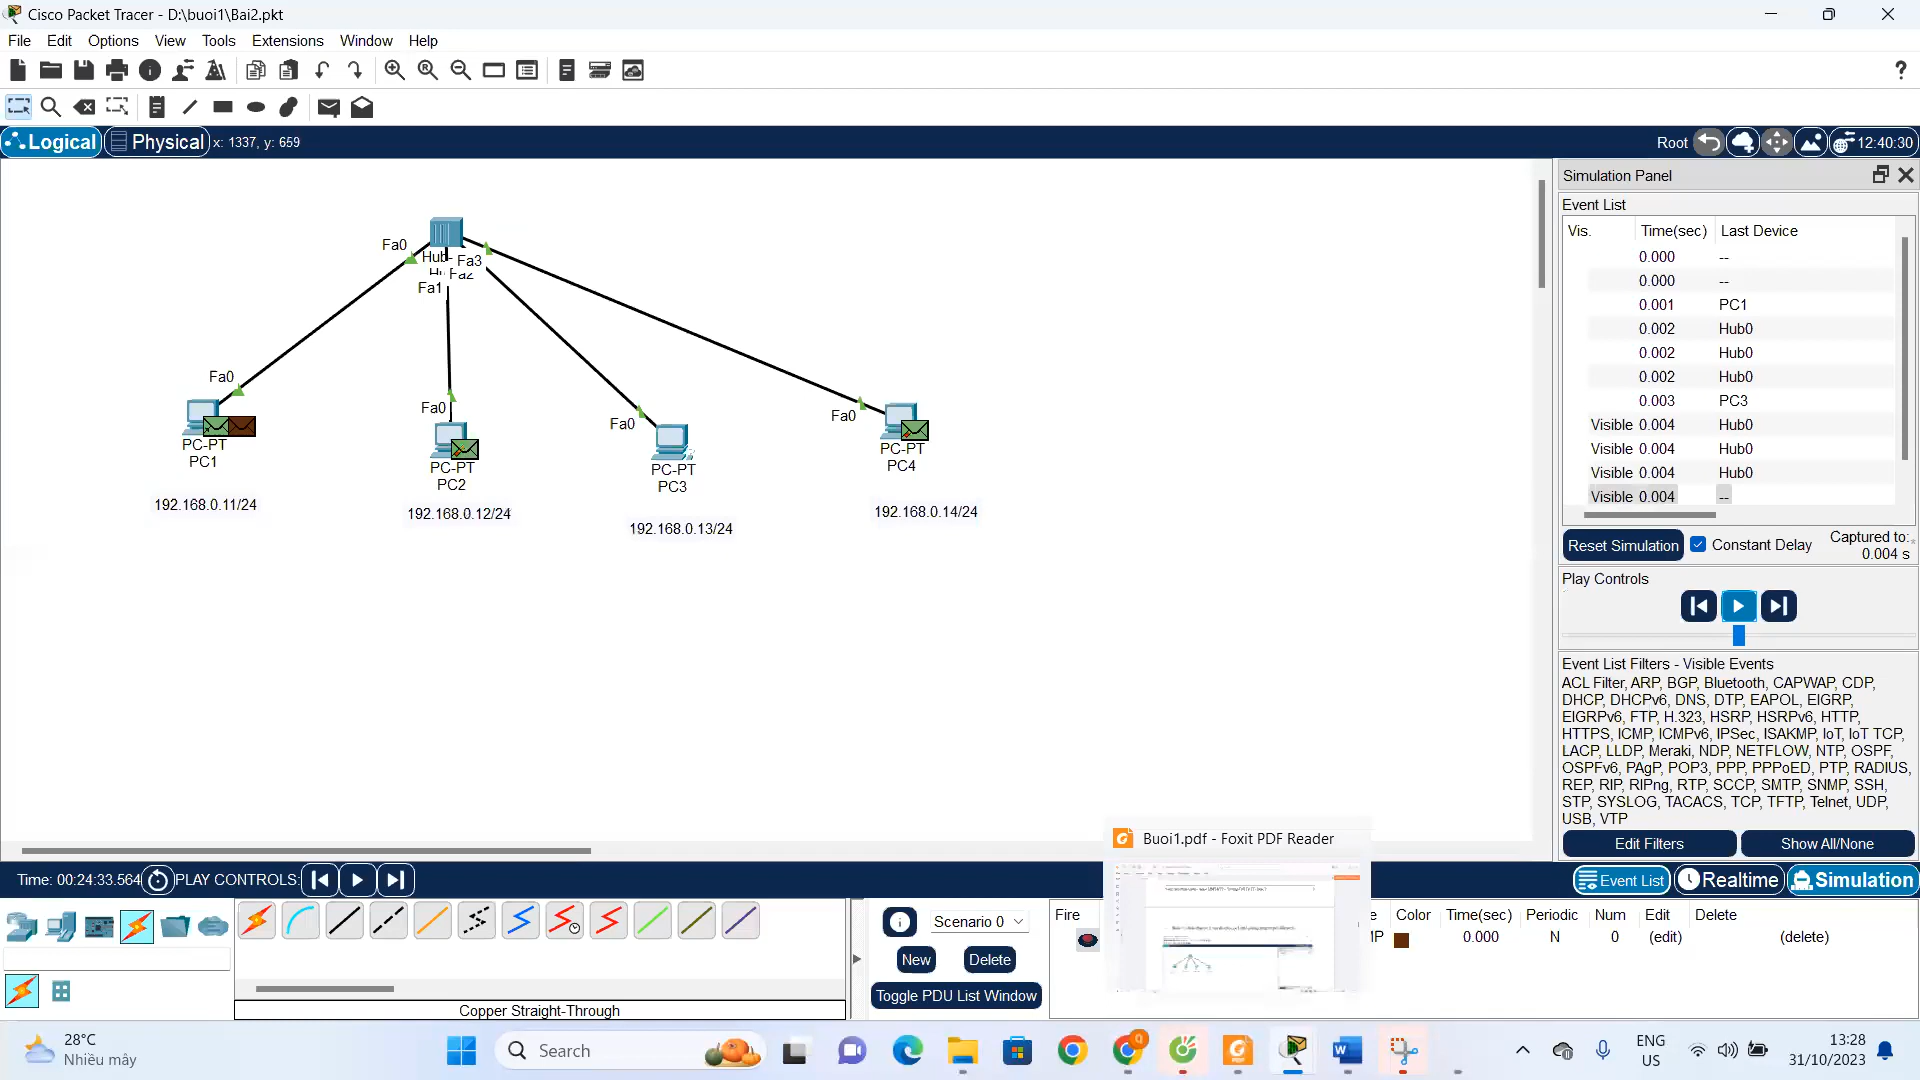 Cisco Packet Tracer - D:\buoi1\Bai2.pkt
File Edit Options View Tools Extensions Window Help
?
Logical Physical x: 1337, y: 659
Root 12:40:30
Fa0
Hub-
Fa3
Fa2
Fa1
Fa0
PC-PT
PC1
192.168.0.11/24
Fa0
PC-PT
PC2
192.168.0.12/24
Fa0
PC-PT
PC3
192.168.0.13/24
Fa0
PC-PT
PC4
192.168.0.14/24
Simulation Panel
Event List
Vis. Time(sec) Last Device
0.000 --
0.000 --
0.001 PC1
0.002 Hub0
0.002 Hub0
0.002 Hub0
0.003 PC3
Visible 0.004 Hub0
Visible 0.004 Hub0
Visible 0.004 Hub0
Visible 0.004 --
Reset Simulation Constant Delay Captured to:
0.004 s
Play Controls
Event List Filters - Visible Events
ACL Filter, ARP, BGP, Bluetooth, CAPWAP, CDP,
DHCP, DHCPv6, DNS, DTP, EAPOL, EIGRP,
EIGRPv6, FTP, H.323, HSRP, HSRPv6, HTTP,
HTTPS, ICMP, ICMPv6, IPSec, ISAKMP, IoT, IoT TCP,
LACP, LLDP, Meraki, NDP, NETFLOW, NTP, OSPF,
OSPFv6, PAgP, POP3, PPP, PPPoED, PTP, RADIUS,
REP, RIP, RIPng, RTP, SCCP, SMTP, SNMP, SSH,
STP, SYSLOG, TACACS, TCP, TFTP, Telnet, UDP,
USB, VTP
Edit Filters Show All/None
Buoi1.pdf - Foxit PDF Reader
Time: 00:24:33.564 PLAY CONTROLS:
Event List Realtime Simulation
Scenario 0
New Delete
Toggle PDU List Window
Fire e Color Time(sec) Periodic Num Edit Delete
MP 0.000 N 0 (edit) (delete)
Copper Straight-Through
28°C
Nhiều mây
Search
ENG
US
13:28
31/10/2023